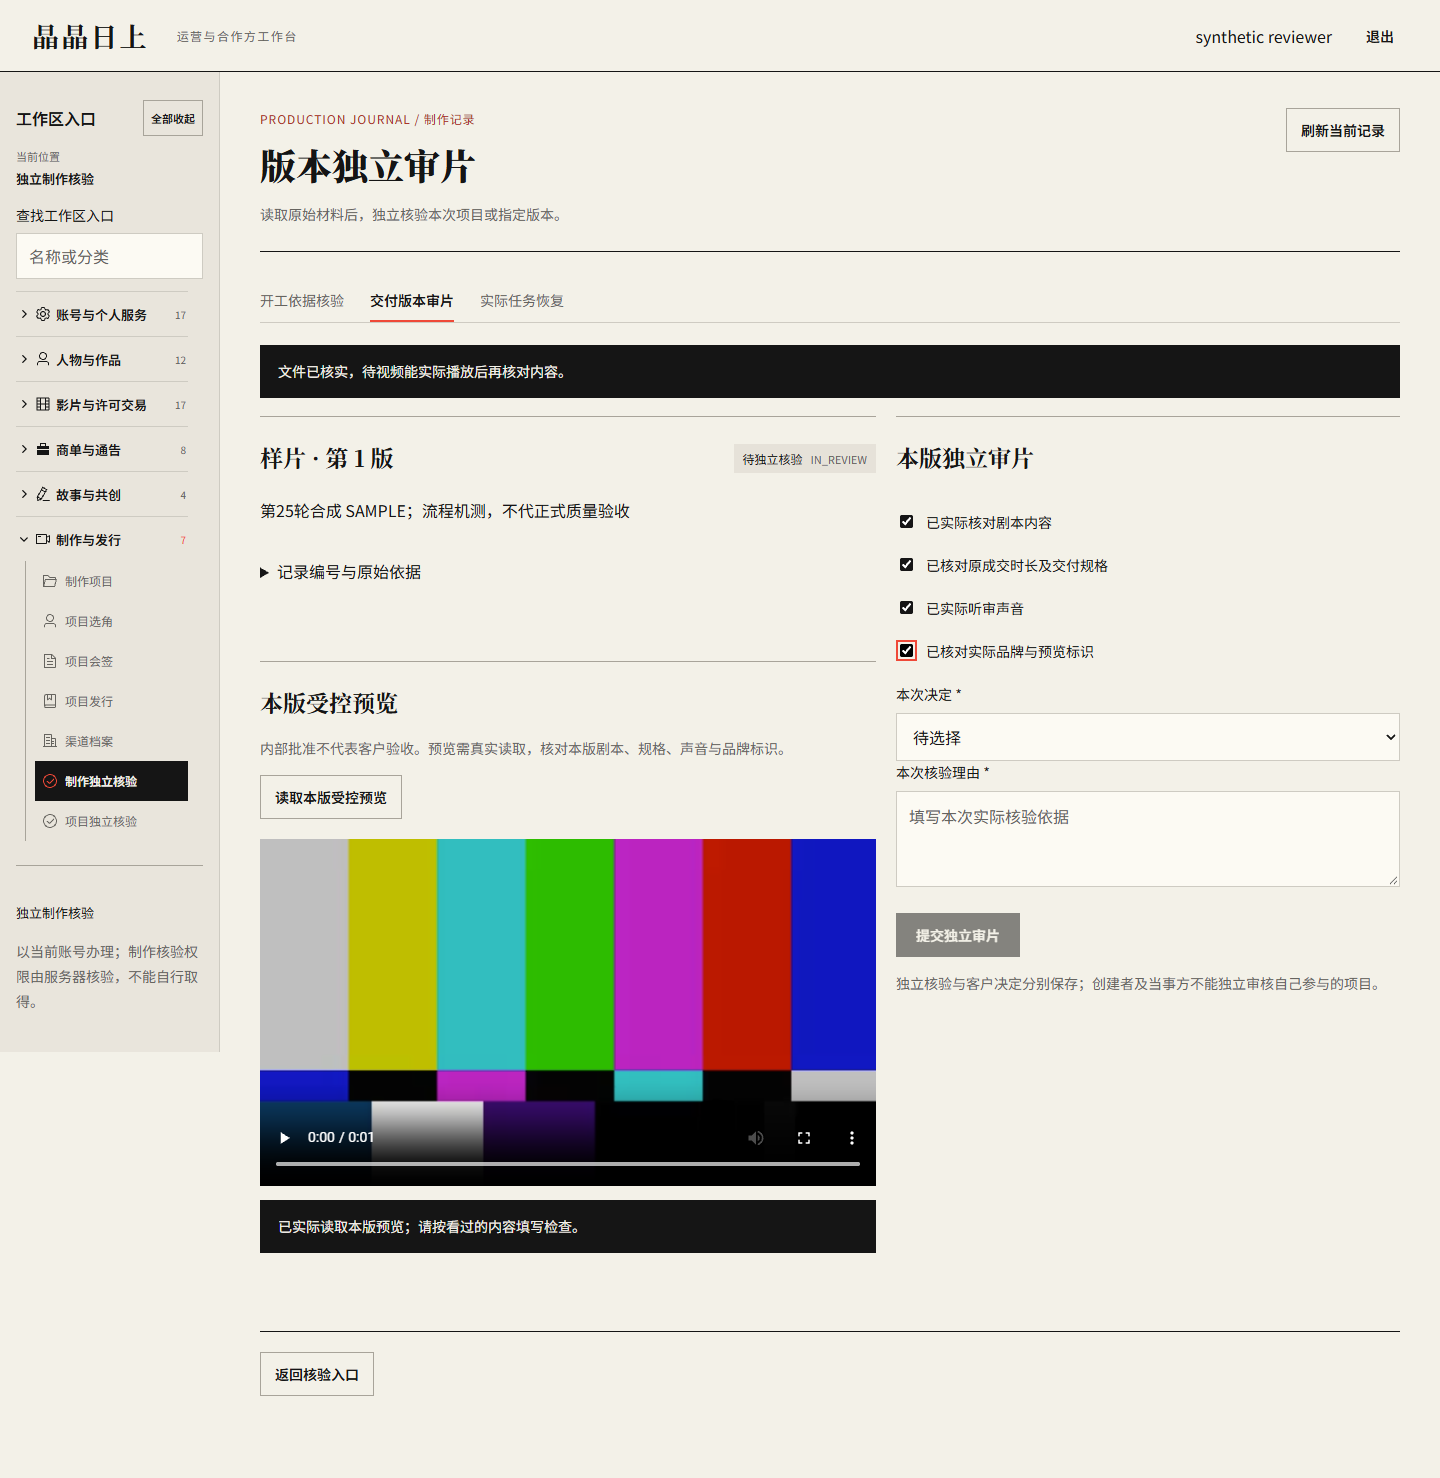 晶晶日上
运营与合作方工作台
synthetic reviewer
退出
工作区入口
全部收起
当前位置
独立制作核验
查找工作区入口
名称或分类
账号与个人服务 17
人物与作品 12
影片与许可交易 17
商单与通告 8
故事与共创 4
制作与发行 7
制作项目
项目选角
项目会签
项目发行
渠道档案
制作独立核验
项目独立核验
独立制作核验
以当前账号办理；制作核验权
限由服务器核验，不能自行取
得。
PRODUCTION JOURNAL / 制作记录
版本独立审片
读取原始材料后，独立核验本次项目或指定版本。
刷新当前记录
开工依据核验
交付版本审片
实际任务恢复
文件已核实，待视频能实际播放后再核对内容。
样片 · 第 1 版
待独立核验 IN_REVIEW
第25轮合成 SAMPLE；流程机测，不代正式质量验收
记录编号与原始依据
本版受控预览
内部批准不代表客户验收。预览需真实读取，核对本版剧本、规格、声音与品牌标识。
读取本版受控预览
0:00 / 0:01
已实际读取本版预览；请按看过的内容填写检查。
本版独立审片
已实际核对剧本内容
已核对原成交时长及交付规格
已实际听审声音
已核对实际品牌与预览标识
本次决定 *
待选择
本次核验理由 *
填写本次实际核验依据
提交独立审片
独立核验与客户决定分别保存；创建者及当事方不能独立审核自己参与的项目。
返回核验入口